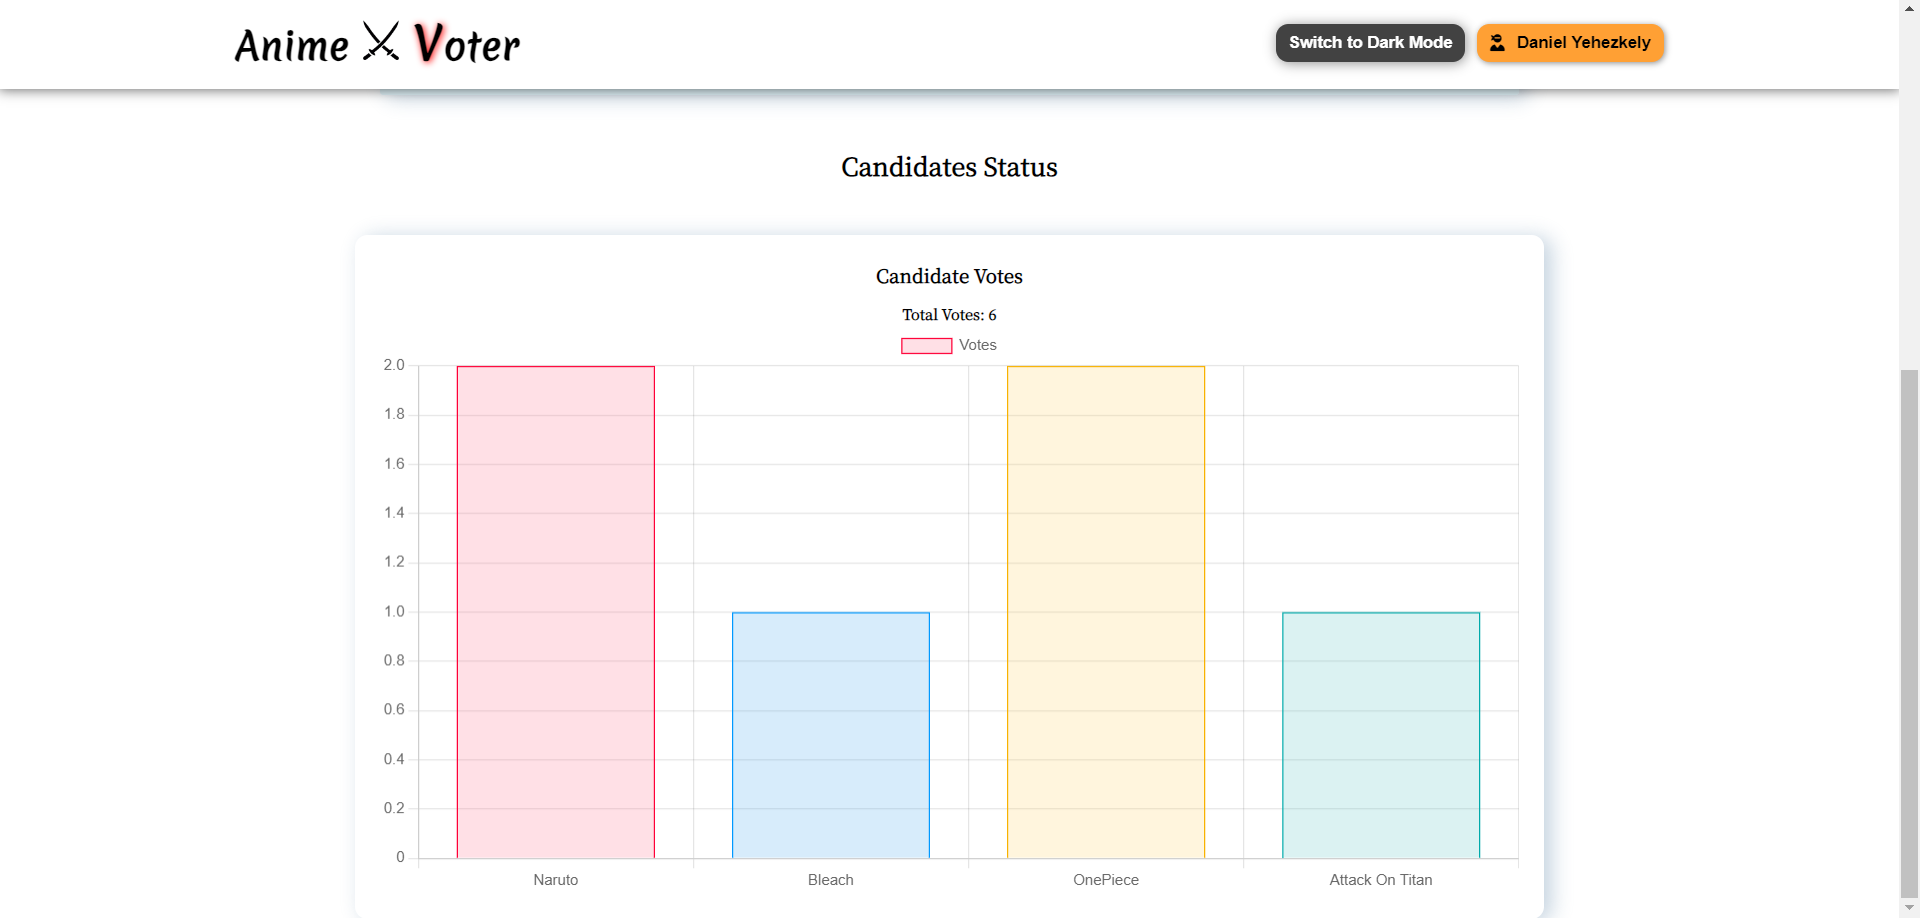 Anime Voter
Switch to Dark Mode
Daniel Yehezkely
Candidates Status
Candidate Votes
Total Votes: 6
Votes
2.0
1.8
1.6
1.4
1.2
1.0
0.8
0.6
0.4
0.2
0
Naruto
Bleach
OnePiece
Attack On Titan